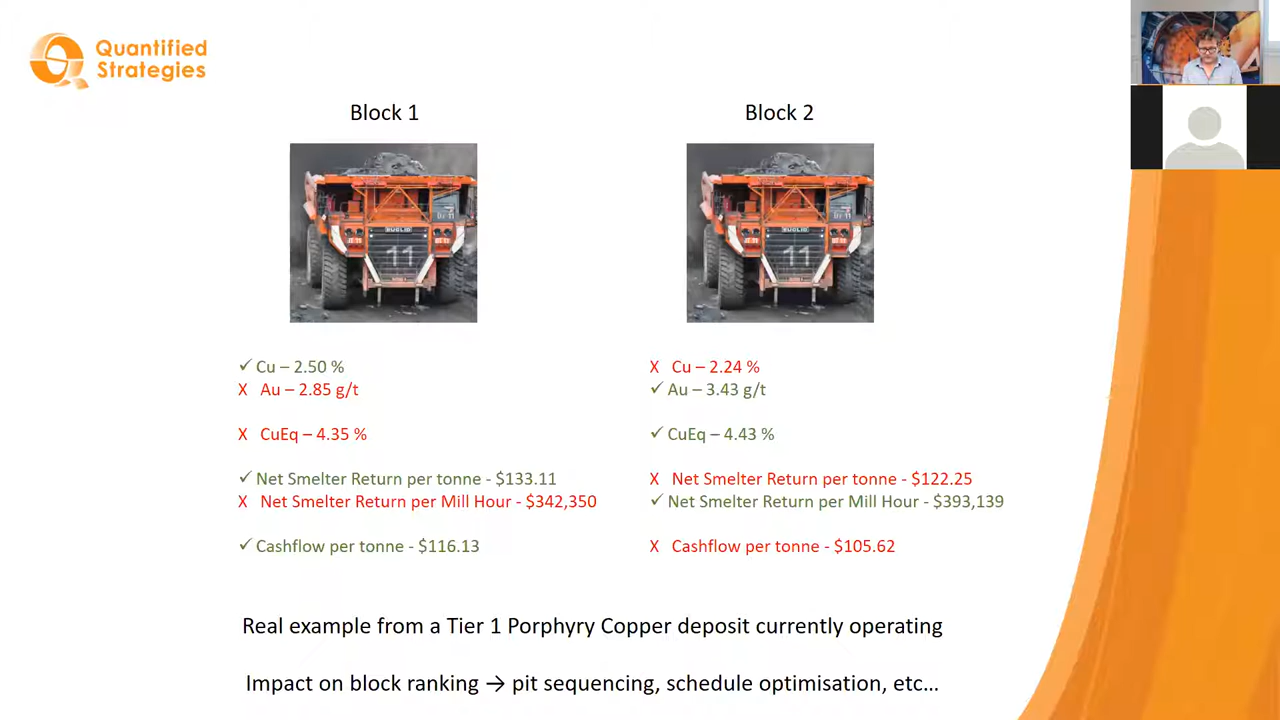 Quantified
Strategies
Block 1
Block 2
EUCLID
11
EUCLID
11
✓ Cu – 2.50 %
X Au – 2.85 g/t
X CuEq – 4.35 %
✓ Net Smelter Return per tonne - $133.11
X Net Smelter Return per Mill Hour - $342,350
✓ Cashflow per tonne - $116.13
X Cu – 2.24 %
✓ Au – 3.43 g/t
✓ CuEq – 4.43 %
X Net Smelter Return per tonne - $122.25
✓ Net Smelter Return per Mill Hour - $393,139
X Cashflow per tonne - $105.62
Real example from a Tier 1 Porphyry Copper deposit currently operating
Impact on block ranking → pit sequencing, schedule optimisation, etc…